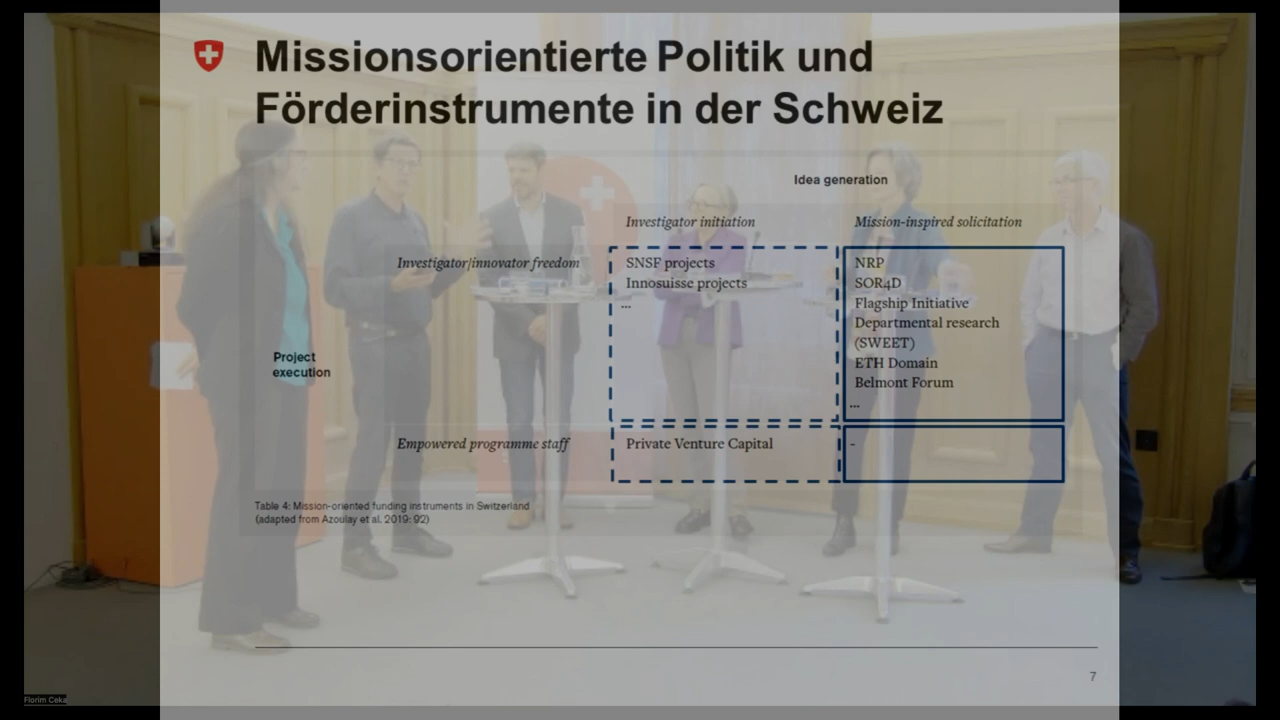 Missionsorientierte Politik und
Förderinstrumente in der Schweiz
Idea generation
Investigator initiation
Mission-inspired solicitation
Investigator/innovator freedom
SNSF projects
Innosuisse projects
...
NRP
SOR4D
Flagship Initiative
Departmental research
(SWEET)
ETH Domain
Belmont Forum
...
Project
execution
Empowered programme staff
Private Venture Capital
-
Table 4: Mission-oriented funding instruments in Switzerland
(adapted from Azoulay et al. 2019: 92)
7
Florim Ceka